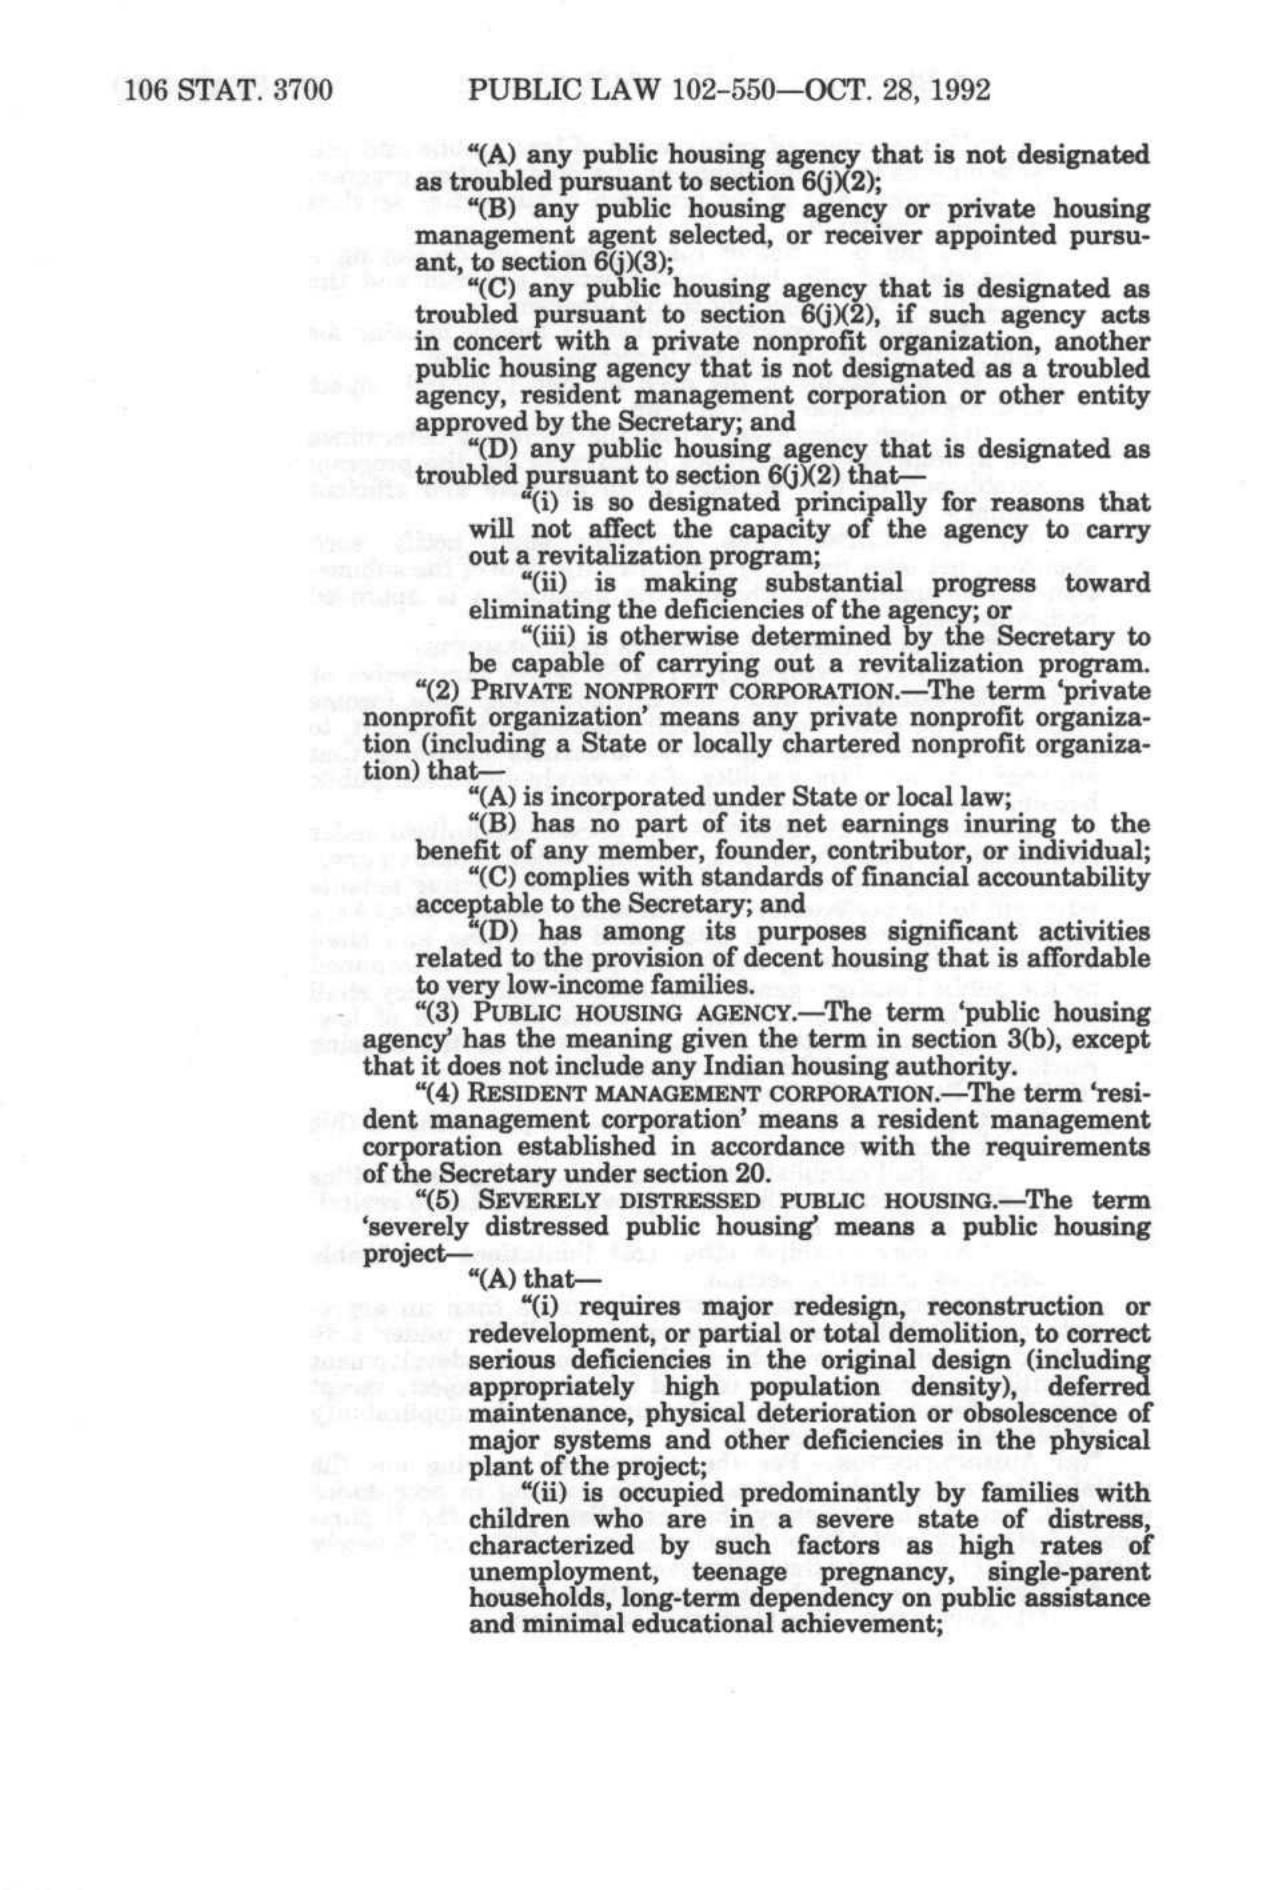 106 STAT. 3700 PUBLIC LAW 102-550—OCT. 28, 1992
“(A) any public housing agency that is not designated
as troubled pursuant to section 6(j)(2);
“(B) any public housing agency or private housing
management agent selected, or receiver appointed pursu-
ant, to section 6(j)(3);
“(C) any public housing agency that is designated as
troubled pursuant to section 6(j)(2), if such agency acts
in concert with a private nonprofit organization, another
public housing agency that is not designated as a troubled
agency, resident management corporation or other entity
approved by the Secretary; and
“(D) any public housing agency that is designated as
troubled pursuant to section 6(j)(2) that—
“(i) is so designated principally for reasons that
will not affect the capacity of the agency to carry
out a revitalization program;
“(ii) is making substantial progress toward
eliminating the deficiencies of the agency; or
“(iii) is otherwise determined by the Secretary to
be capable of carrying out a revitalization program.
“(2) PRIVATE NONPROFIT CORPORATION.—The term ‘private
nonprofit organization’ means any private nonprofit organiza-
tion (including a State or locally chartered nonprofit organiza-
tion) that—
“(A) is incorporated under State or local law;
“(B) has no part of its net earnings inuring to the
benefit of any member, founder, contributor, or individual;
“(C) complies with standards of financial accountability
acceptable to the Secretary; and
“(D) has among its purposes significant activities
related to the provision of decent housing that is affordable
to very low-income families.
“(3) PUBLIC HOUSING AGENCY.—The term ‘public housing
agency’ has the meaning given the term in section 3(b), except
that it does not include any Indian housing authority.
“(4) RESIDENT MANAGEMENT CORPORATION.—The term ‘resi-
dent management corporation’ means a resident management
corporation established in accordance with the requirements
of the Secretary under section 20.
“(5) SEVERELY DISTRESSED PUBLIC HOUSING.—The term
‘severely distressed public housing’ means a public housing
project—
“(A) that—
“(i) requires major redesign, reconstruction or
redevelopment, or partial or total demolition, to correct
serious deficiencies in the original design (including
appropriately high population density), deferred
maintenance, physical deterioration or obsolescence of
major systems and other deficiencies in the physical
plant of the project;
“(ii) is occupied predominantly by families with
children who are in a severe state of distress,
characterized by such factors as high rates of
unemployment, teenage pregnancy, single-parent
households, long-term dependency on public assistance
and minimal educational achievement;